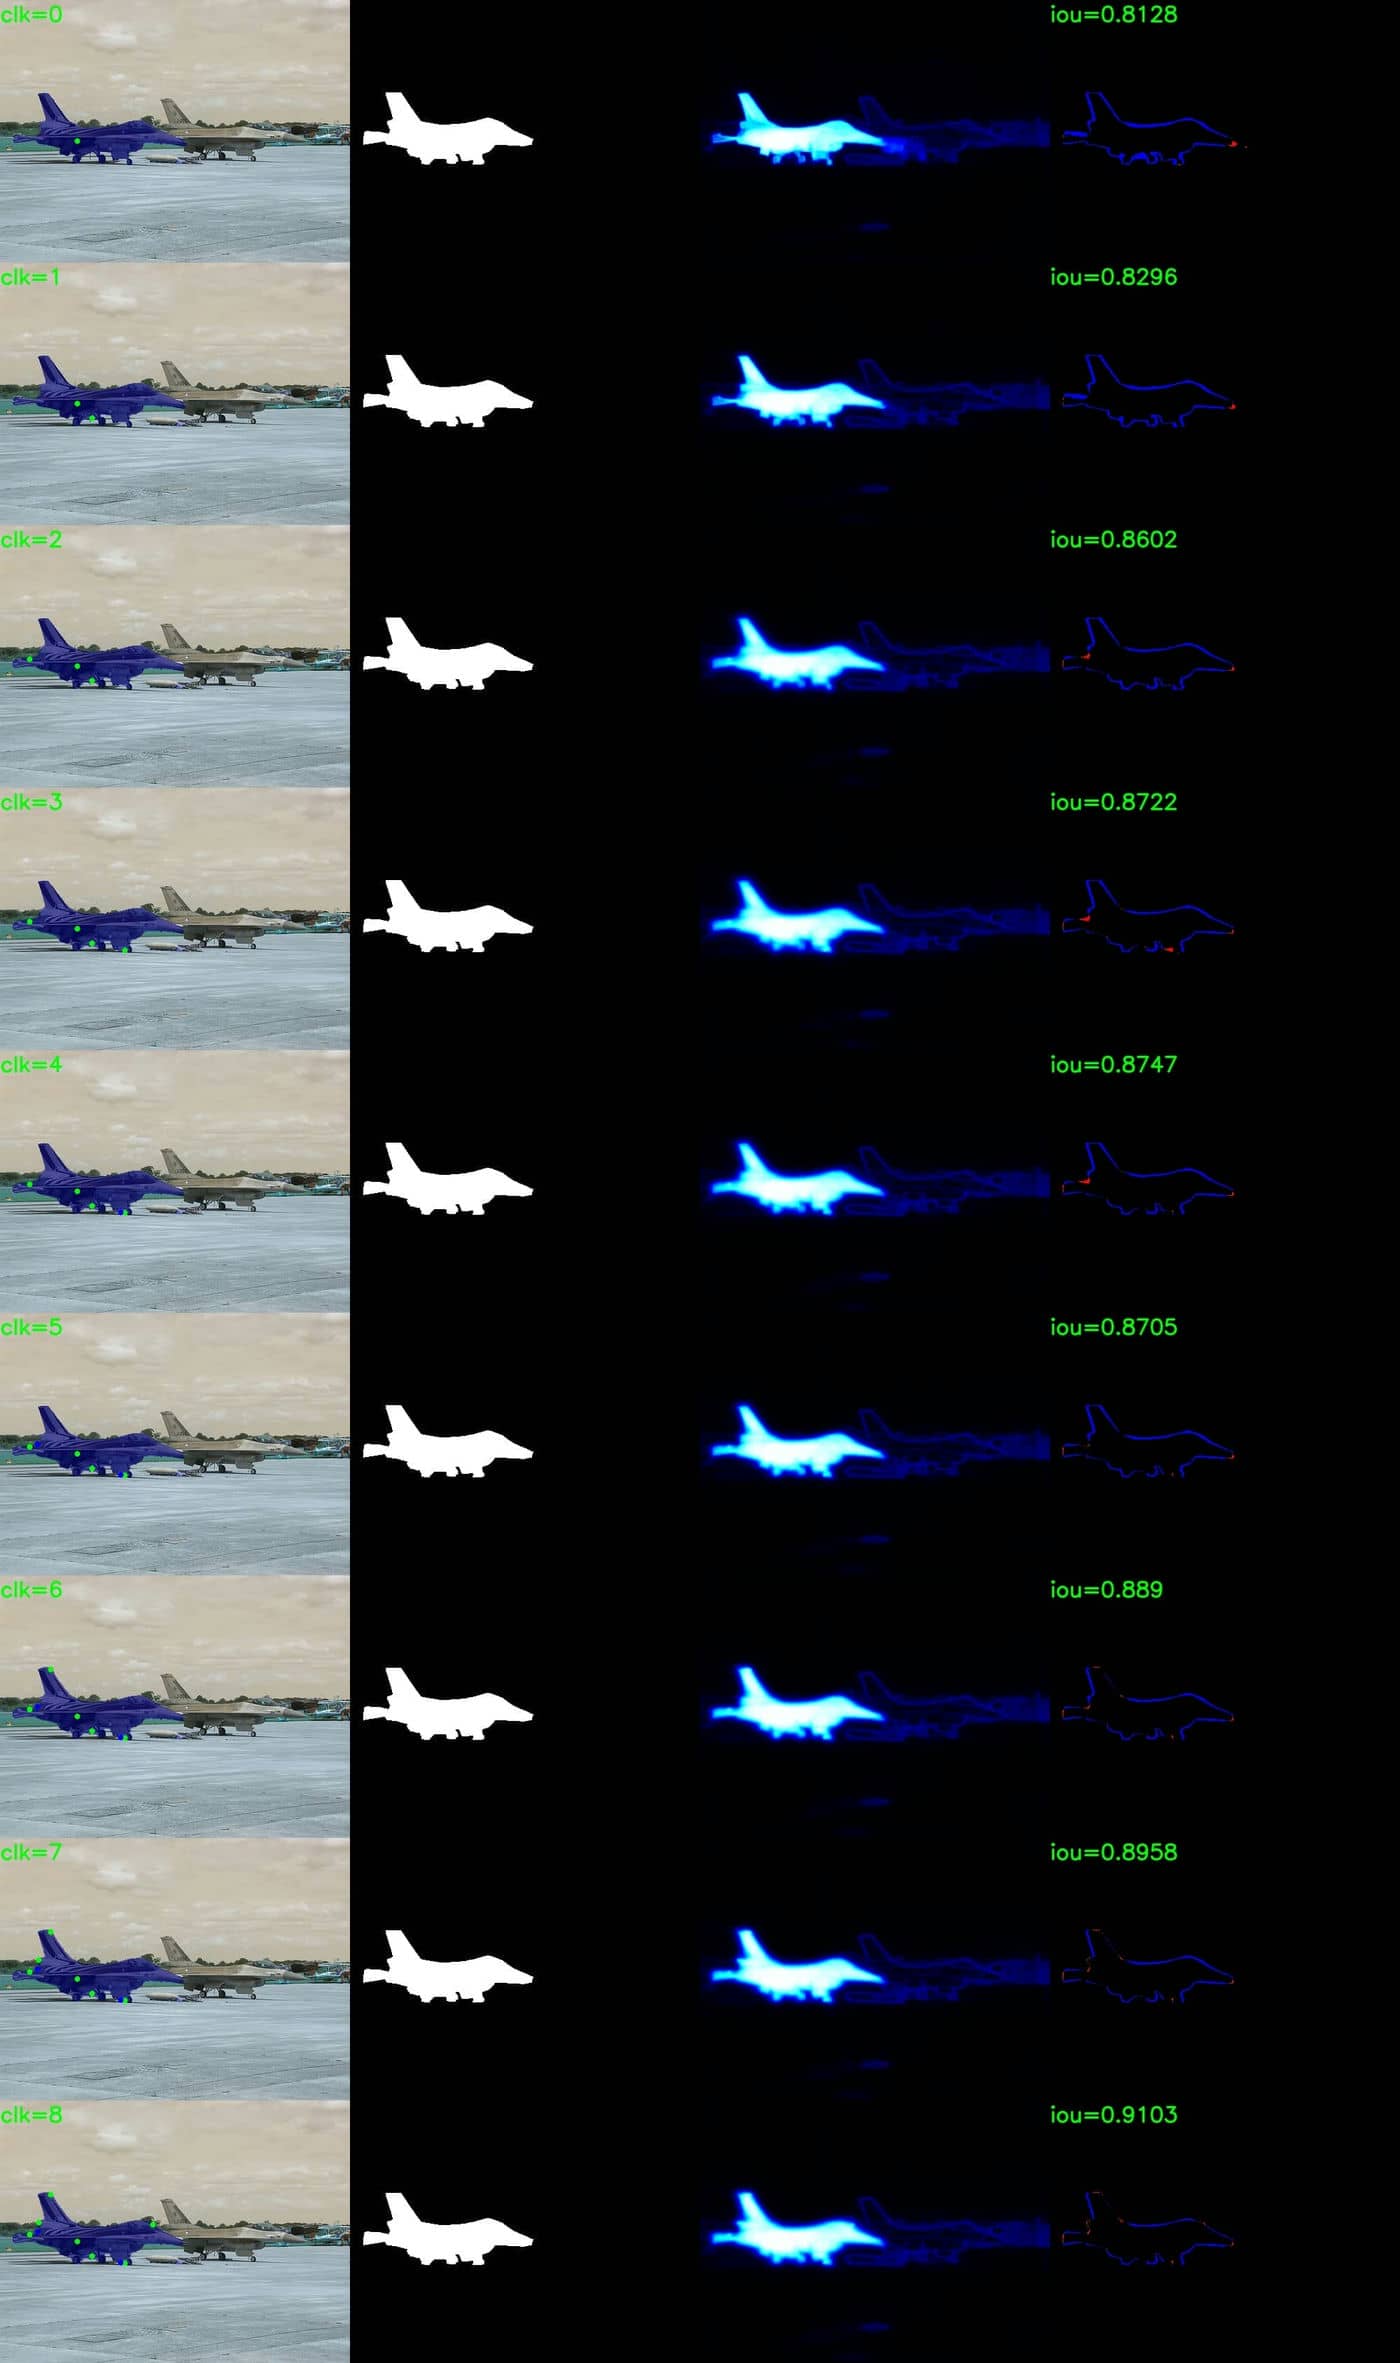 clk=0 iou=0.8128
clk=1 iou=0.8296
clk=2 iou=0.8602
clk=3 iou=0.8722
clk=4 iou=0.8747
clk=5 iou=0.8705
clk=6 iou=0.889
clk=7 iou=0.8958
clk=8 iou=0.9103